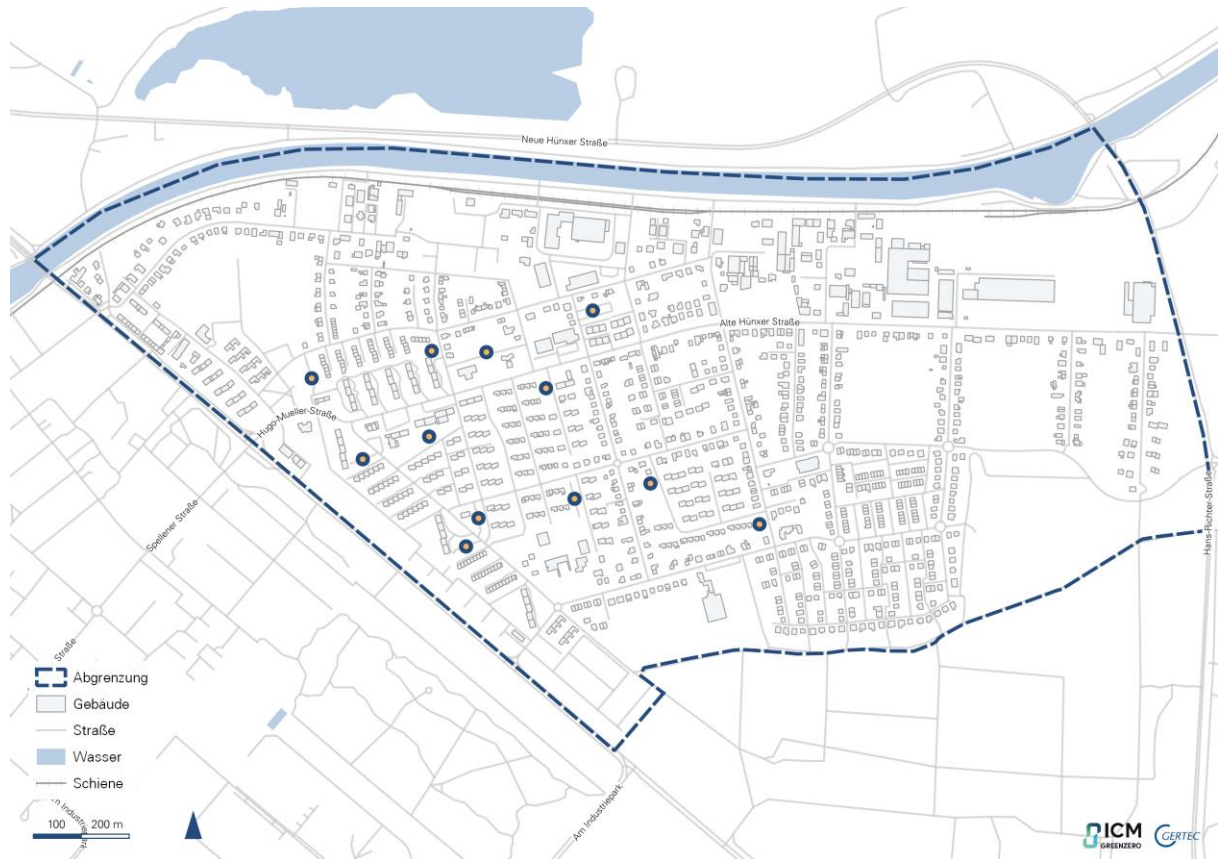 Neue Hünxer Straße
Alte Hünxer Straße
Hugo-Mueller-Straße
Spellener Straße
Hans-Richter-Straße
Straße
Abgrenzung
Gebäude
Straße
Wasser
Schiene
Industriepark
100 200 m
Am Industriepark
ICM
GREENZERO
GERTEC